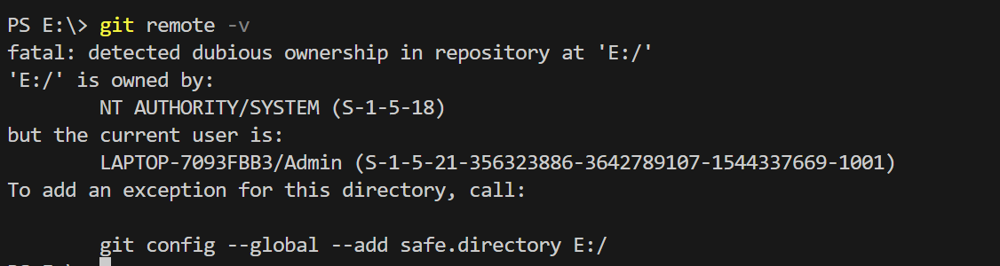 PS E:\> git remote -v
fatal: detected dubious ownership in repository at 'E:/'
'E:/' is owned by:
        NT AUTHORITY/SYSTEM (S-1-5-18)
but the current user is:
        LAPTOP-7093FBB3/Admin (S-1-5-21-356323886-3642789107-1544337669-1001)
To add an exception for this directory, call:

        git config --global --add safe.directory E:/